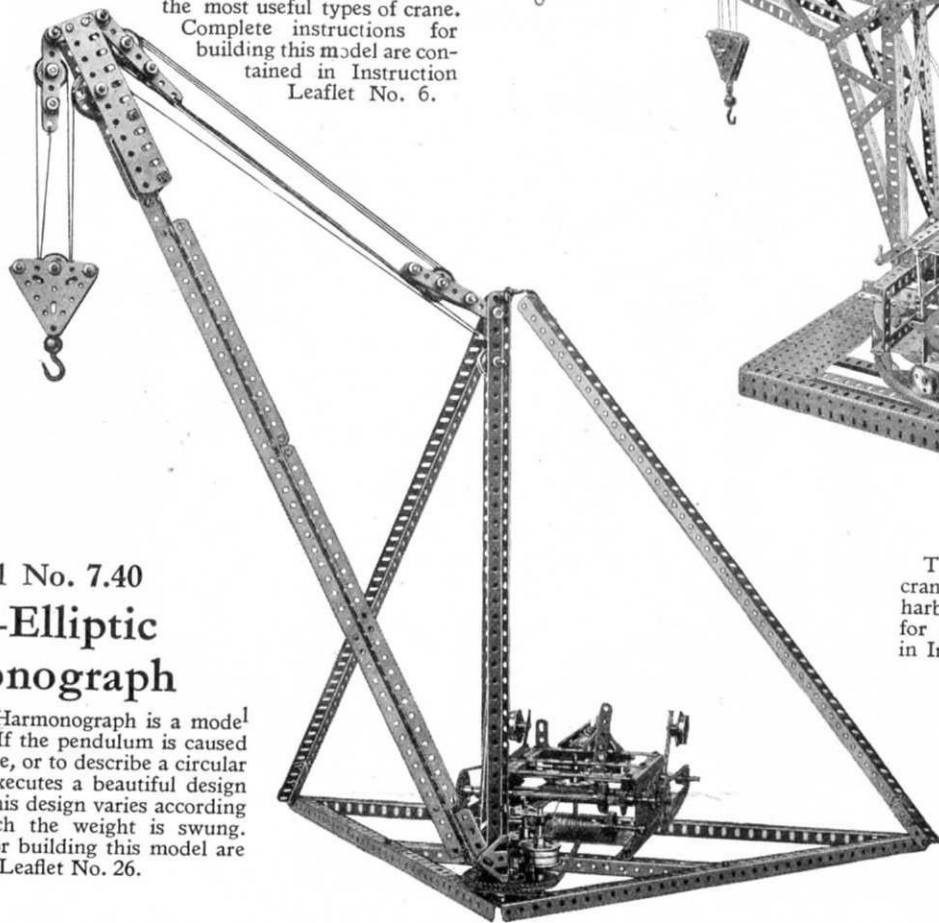 the most useful types of crane.
Complete instructions for
building this model are con-
tained in Instruction
Leaflet No. 6.
l No. 7.40
-Elliptic
onograph
Harmonograph is a model
If the pendulum is caused
e, or to describe a circular
xecutes a beautiful design
his design varies according
ch the weight is swung.
r building this model are
Leaflet No. 26.
T
cran
harb
for
in In